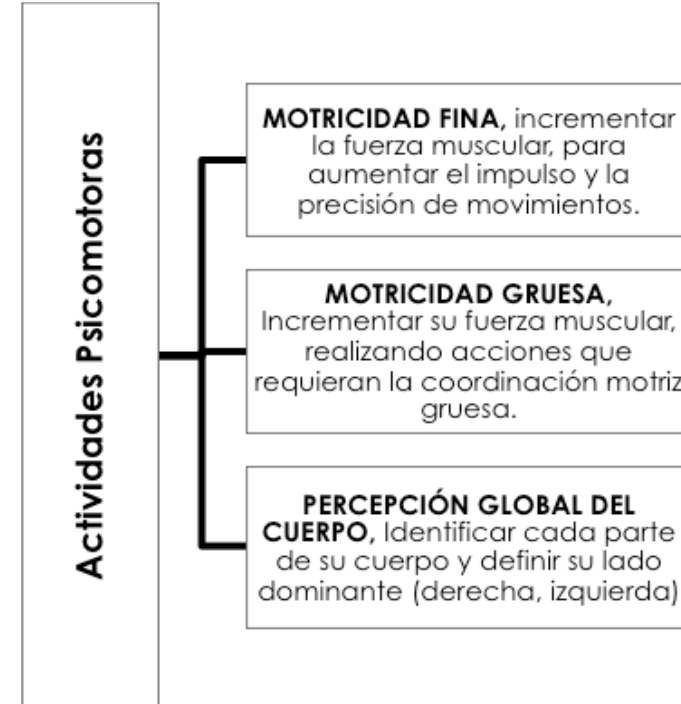 Actividades Psicomotoras
MOTRICIDAD FINA, incrementar
la fuerza muscular, para
aumentar el impulso y la
precisión de movimientos.
MOTRICIDAD GRUESA,
Incrementar su fuerza muscular,
realizando acciones que
requieran la coordinación motriz
gruesa.
PERCEPCIÓN GLOBAL DEL
CUERPO, Identificar cada parte
de su cuerpo y definir su lado
dominante (derecha, izquierda)